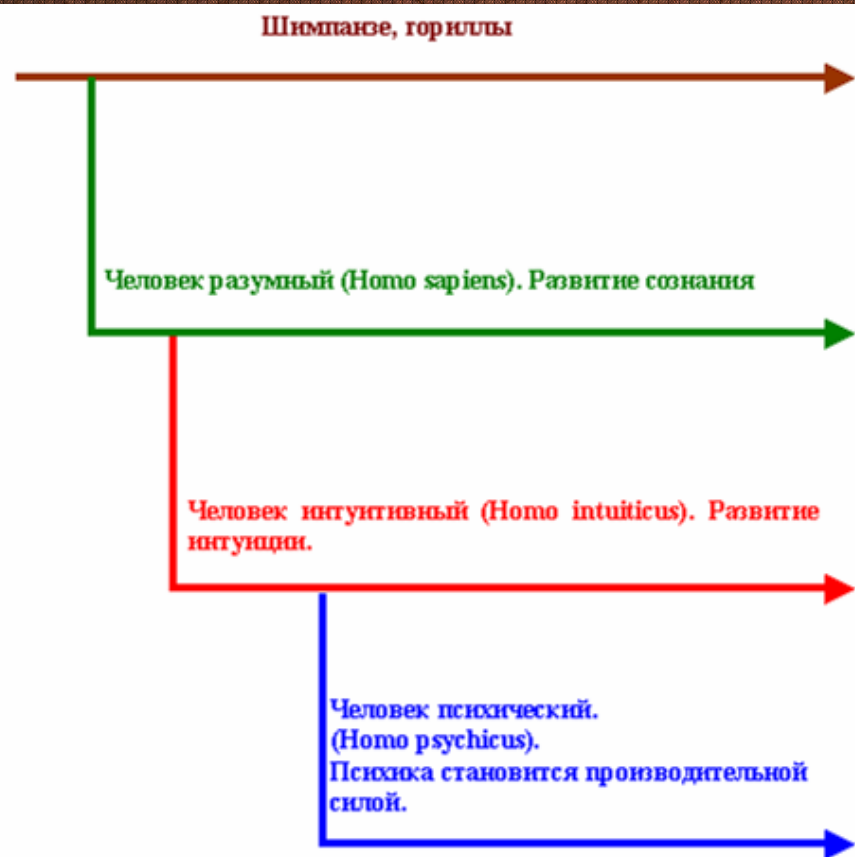 Шимпанзе, гориллы
Человек разумный (Homo sapiens). Развитие сознания
Человек интуитивный (Homo intuiticus). Развитие
интуиции.
Человек психический.
(Homo psychicus).
Психика становится производительной
силой.